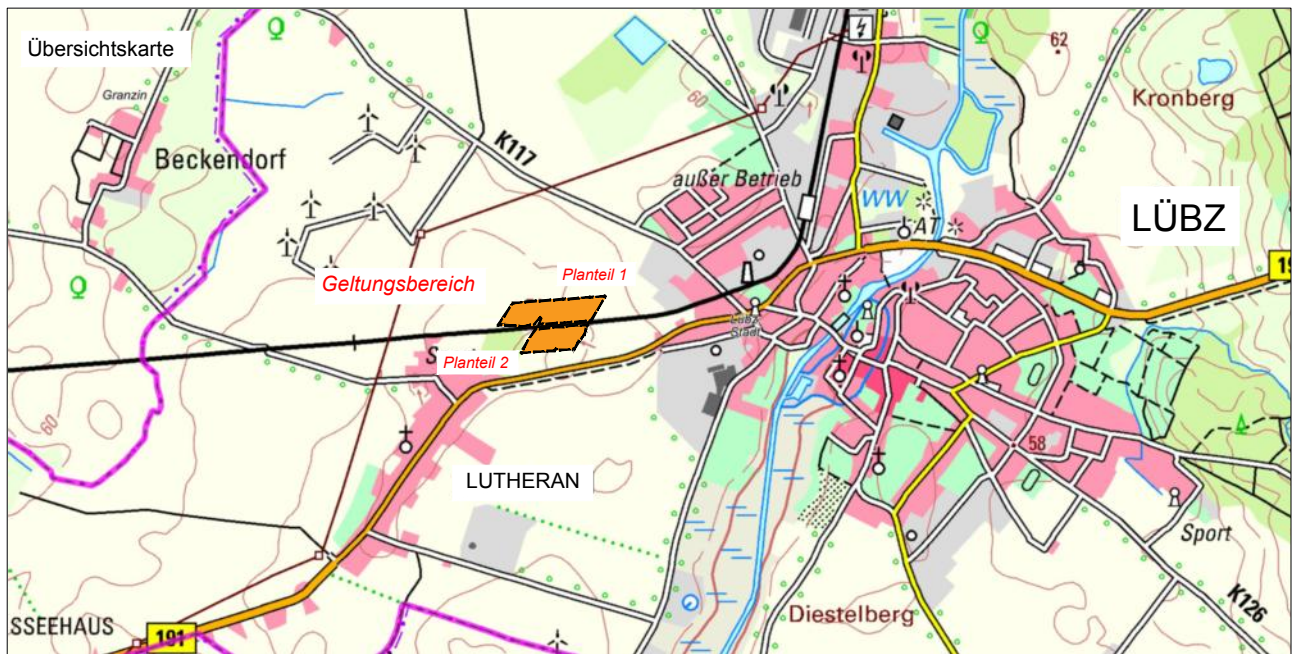 Übersichtskarte
62
Granzin
Kronberg
60
K117
Beckendorf
außer Betrieb
WW
AT
LÜBZ
Geltungsbereich
Planteil 1
Lübz
Stadt
Planteil 2
60
58
LUTHERAN
Sport
Diestelberg
K126
SSEEHAUS
191